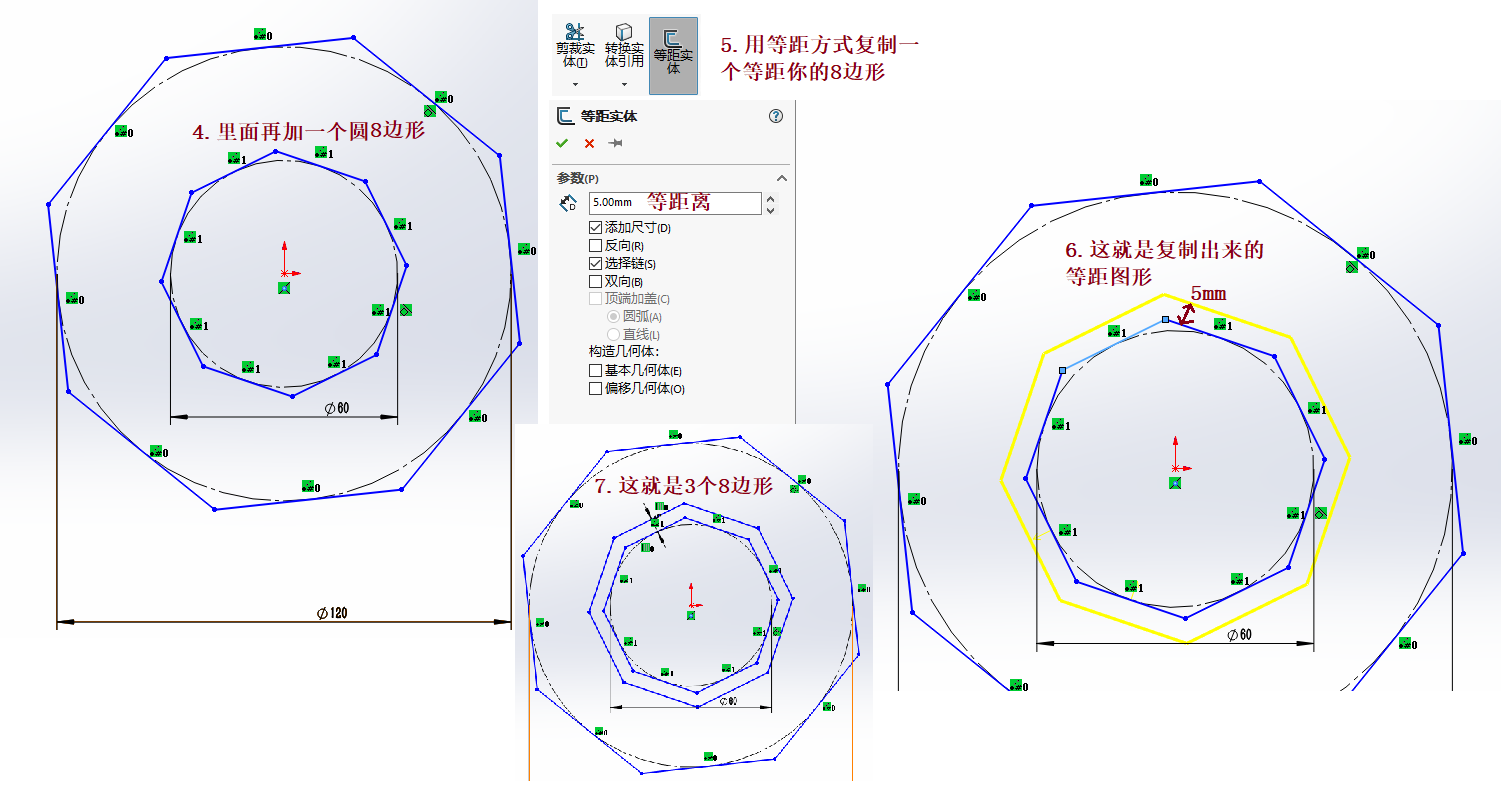 4. 里面再加一个圆8边形
ϕ60
ϕ120
剪裁实体(T)
转换实体引用
等距实体
5. 用等距方式复制一
个等距你的8边形
等距实体
参数(P)
5.00mm 等距离
添加尺寸(D)
反向(R)
选择链(S)
双向(B)
顶端加盖(C)
圆弧(A)
直线(L)
构造几何体:
基本几何体(E)
偏移几何体(O)
6. 这就是复制出来的
等距图形
5mm
ϕ60
7. 这就是3个8边形
ϕ60